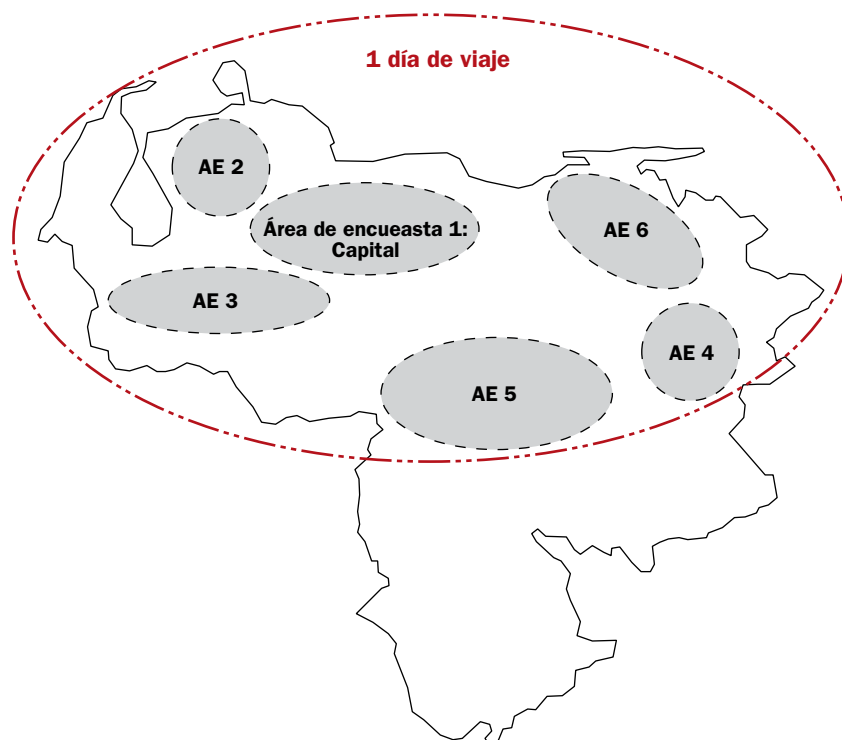 1 día de viaje
AE 2
Área de encueasta 1:
Capital
AE 6
AE 3
AE 4
AE 5